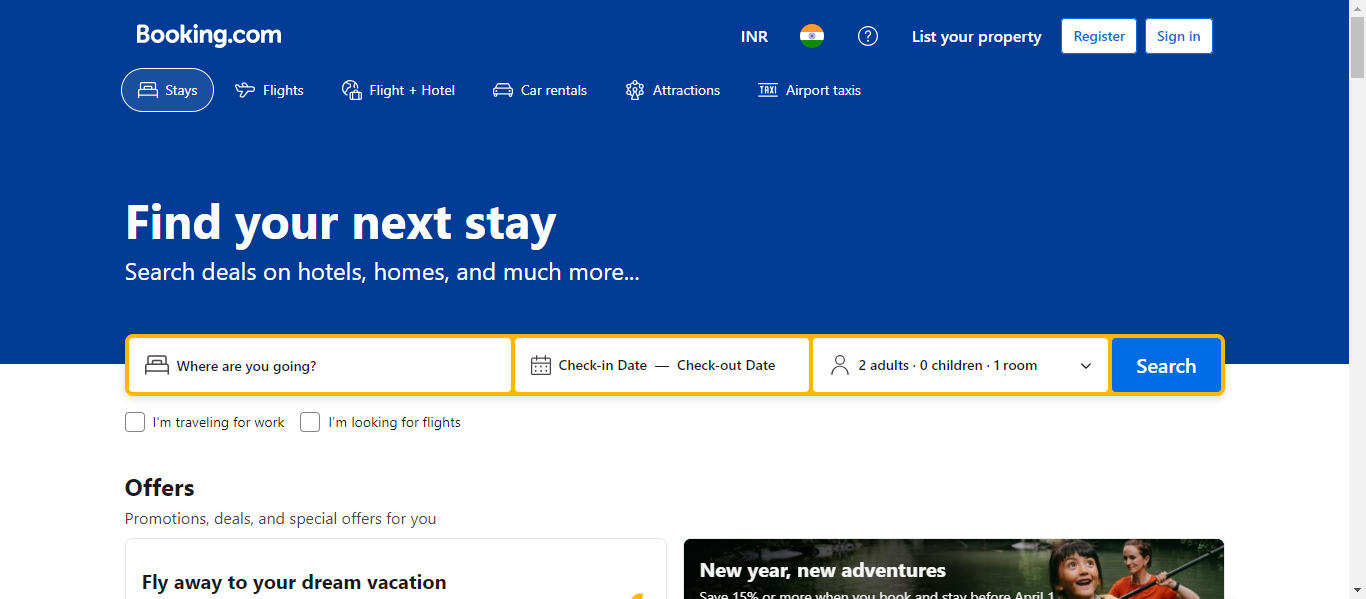 Booking.com
INR
List your property
Register
Sign in
Stays
Flights
Flight + Hotel
Car rentals
Attractions
TAXI
Airport taxis
Find your next stay
Search deals on hotels, homes, and much more...
Where are you going?
Check-in Date — Check-out Date
2 adults · 0 children · 1 room
Search
I'm traveling for work
I'm looking for flights
Offers
Promotions, deals, and special offers for you
Fly away to your dream vacation
New year, new adventures
Save 15% or more when you book and stay before April 1